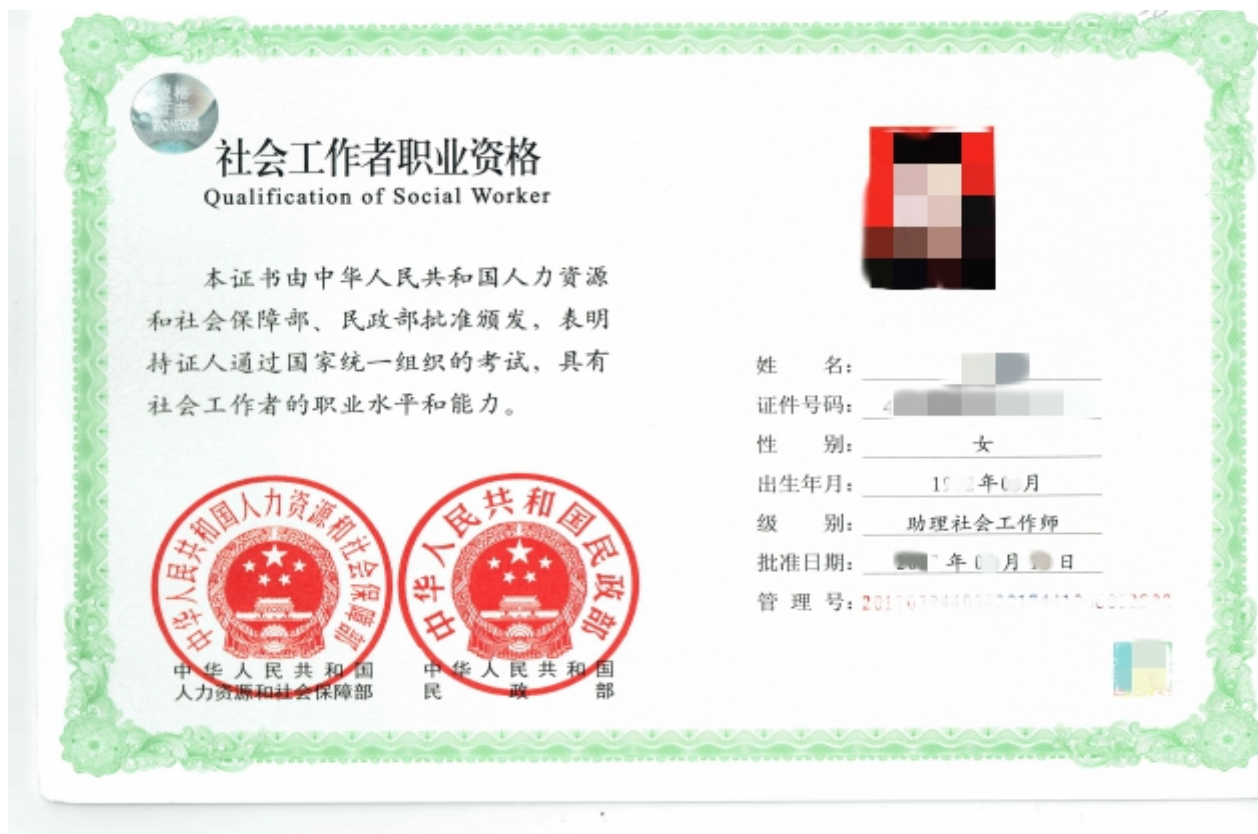 资格
证书
社会工作者职业资格
Qualification of Social Worker
本证书由中华人民共和国人力资源
和社会保障部、民政部批准颁发，表明
持证人通过国家统一组织的考试，具有
社会工作者的职业水平和能力。
中华人民共和国人力资源和社会保障部
中华人民共和国民政部
中华人民共和国
人力资源和社会保障部
中华人民共和国
民政部
姓名：
证件号码：
性别：女
出生年月：年 月
级别：助理社会工作师
批准日期：年 月 日
管理号：